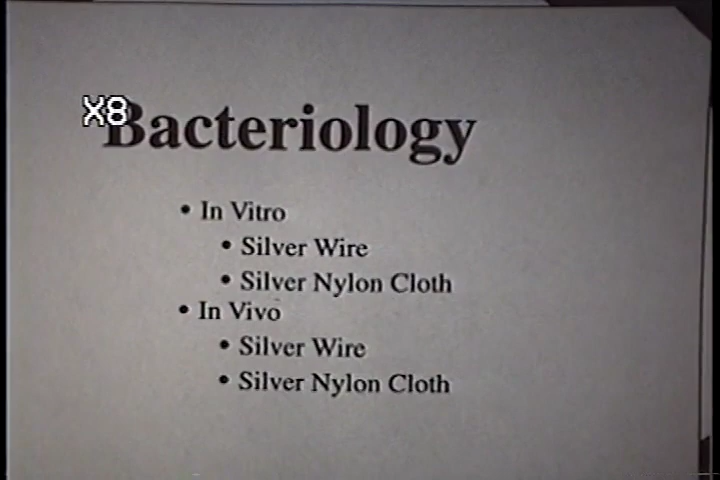 X8
Bacteriology
• In Vitro
• Silver Wire
• Silver Nylon Cloth
• In Vivo
• Silver Wire
• Silver Nylon Cloth